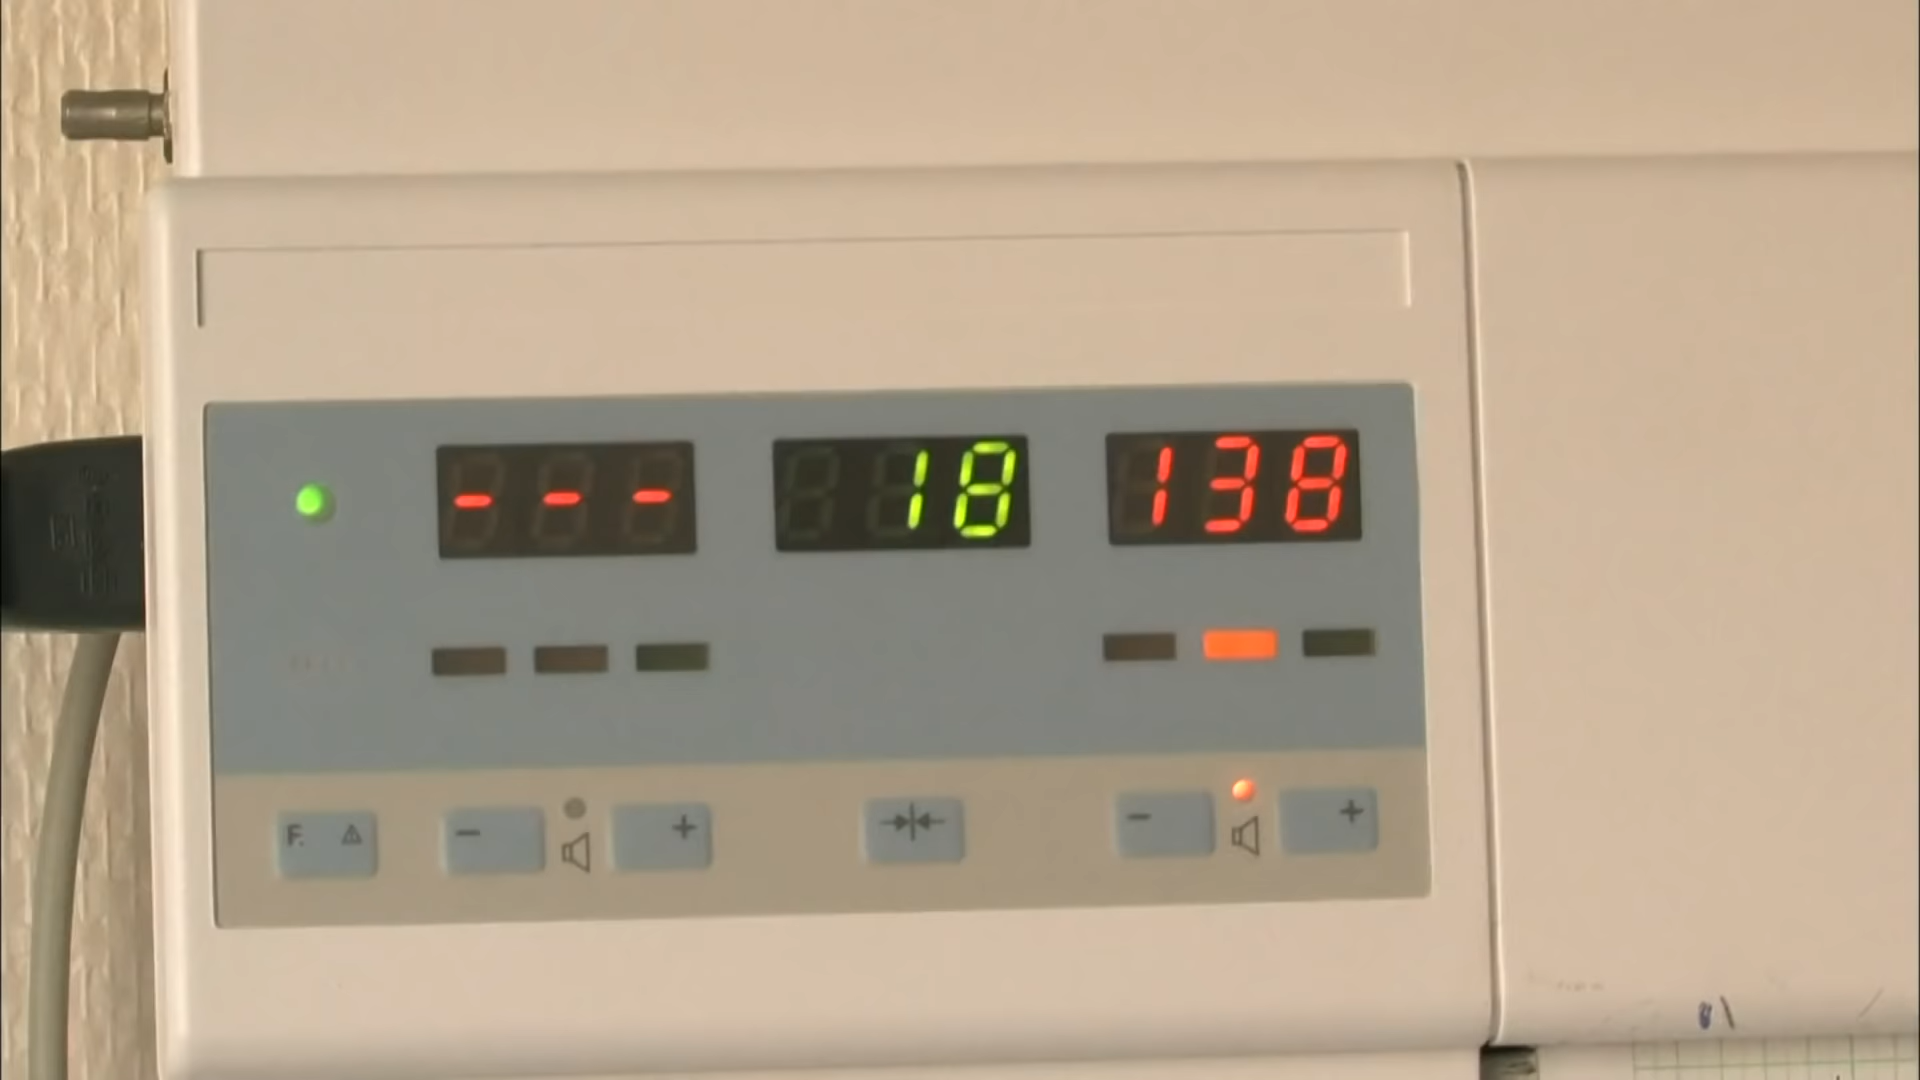 --- 18 138
F.
- + - +